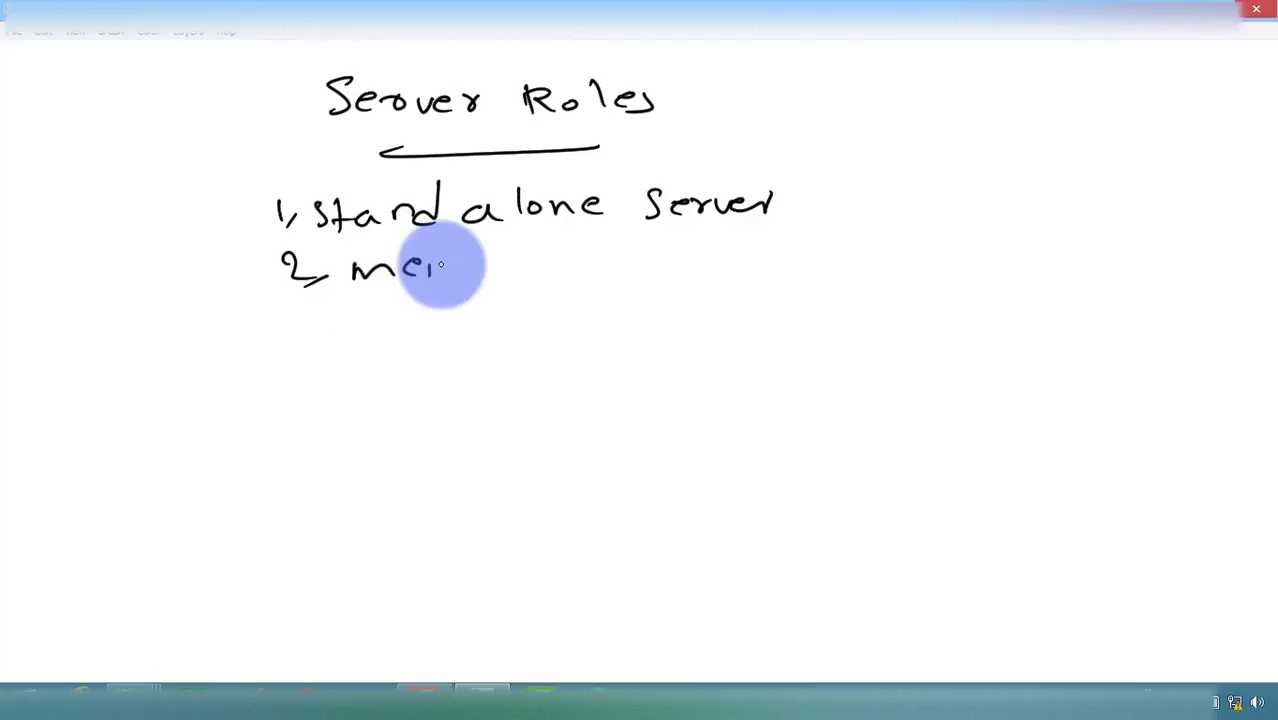 Server Roles
1, stand alone server
2,